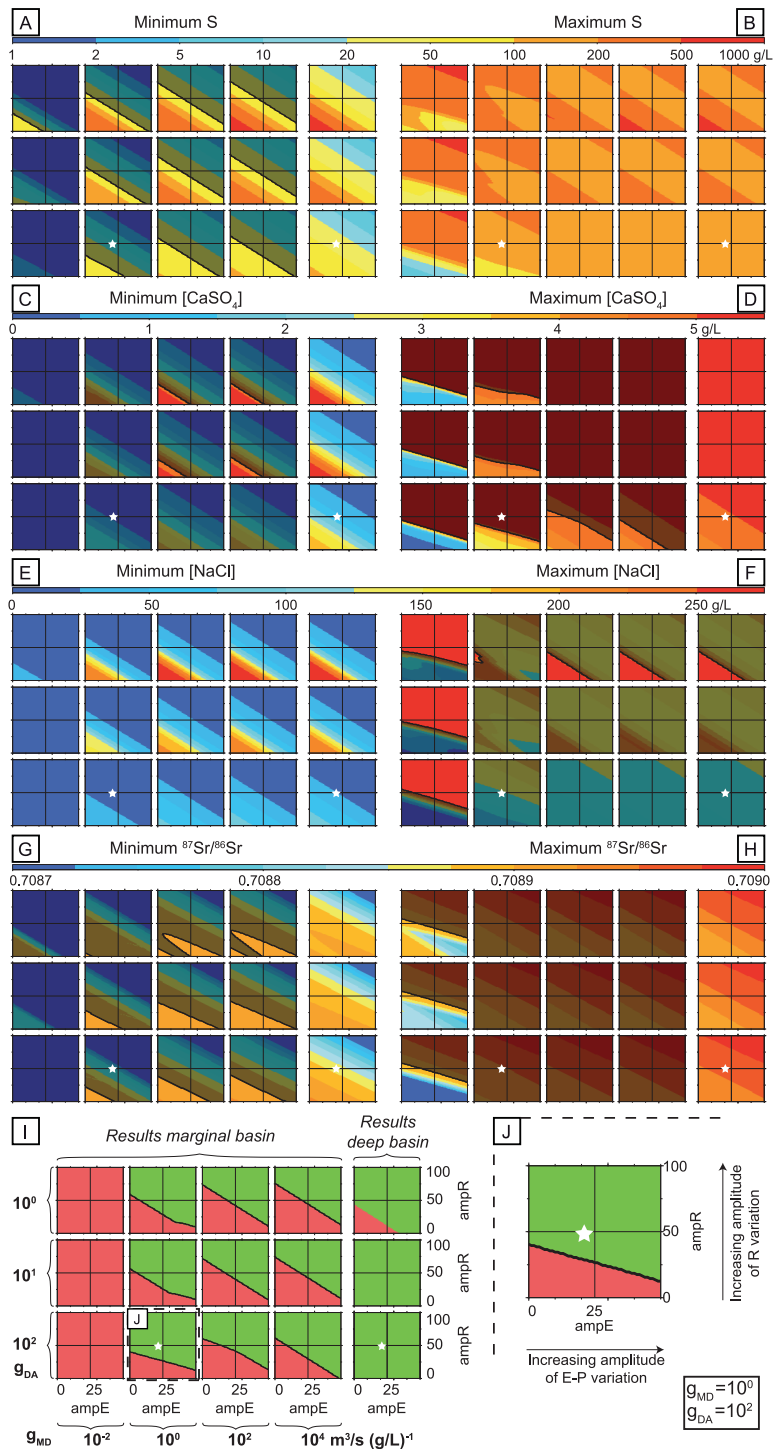 A Minimum S Maximum S B
1 2 5 10 20 50 100 200 500 1000 g/L
C Minimum [CaSO4] Maximum [CaSO4] D
0 1 2 3 4 5 g/L
E Minimum [NaCl] Maximum [NaCl] F
0 50 100 150 200 250 g/L
G Minimum 87Sr/86Sr Maximum 87Sr/86Sr H
0.7087 0.7088 0.7089 0.7090
I Results marginal basin Results deep basin J
10^0 100 50 0 ampR
10^1 100 50 0 ampR
10^2 J 100 50 0 ampR
gDA
0 25 0 25 0 25 0 25 0 25
ampE ampE ampE ampE ampE
gMD 10^-2 10^0 10^2 10^4 m³/s (g/L)^-1
100 50 0 ampR
0 25
ampE
Increasing amplitude of R variation
Increasing amplitude
of E-P variation
gMD=10^0
gDA=10^2